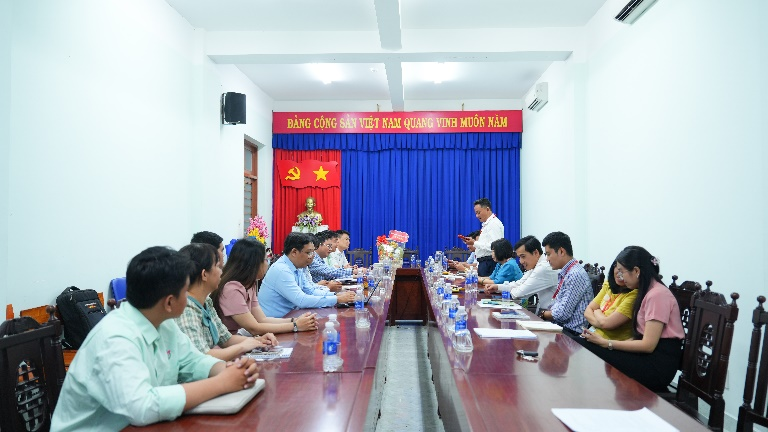 ĐẢNG CỘNG SẢN VIỆT NAM QUANG VINH MUÔN NĂM